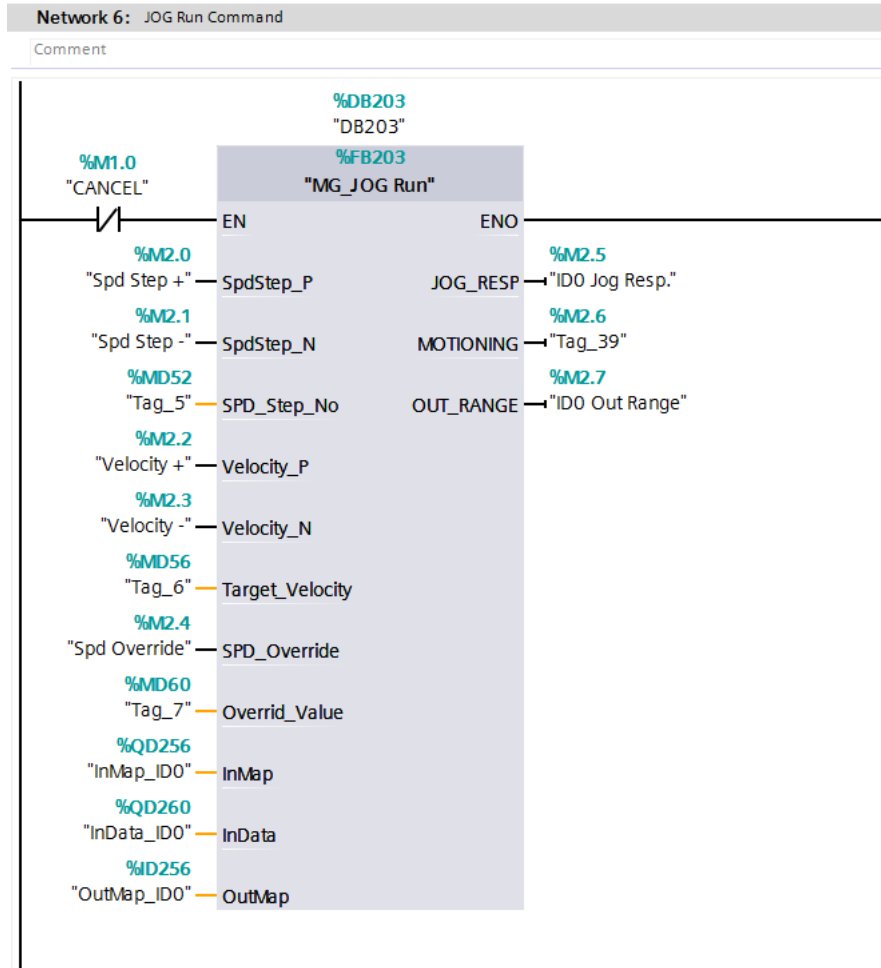 Network 6: JOG Run Command
Comment
%DB203
"DB203"
%M1.0
"CANCEL"
%FB203
"MG_JOG Run"
EN ENO
%M2.0
"Spd Step +" SpdStep_P
JOG_RESP
%M2.5
"ID0 Jog Resp."
%M2.1
"Spd Step -" SpdStep_N
MOTIONING
%M2.6
"Tag_39"
%MD52
"Tag_5" SPD_Step_No
OUT_RANGE
%M2.7
"ID0 Out Range"
%M2.2
"Velocity +" Velocity_P
%M2.3
"Velocity -" Velocity_N
%MD56
"Tag_6" Target_Velocity
%M2.4
"Spd Override" SPD_Override
%MD60
"Tag_7" Overrid_Value
%QD256
"InMap_ID0" InMap
%QD260
"InData_ID0" InData
%ID256
"OutMap_ID0" OutMap